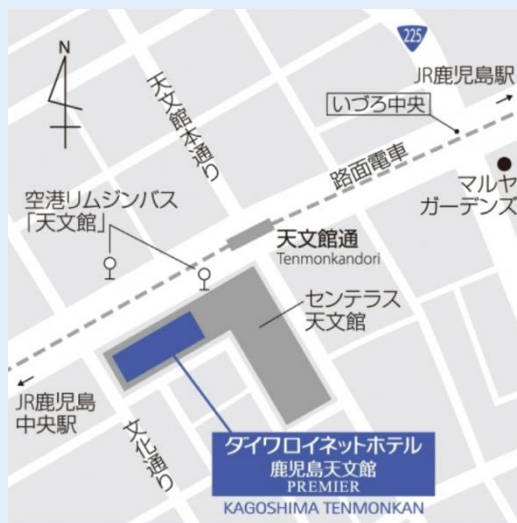 N
225
JR鹿児島駅
いづろ中央
天文館本通り
路面電車
マルヤ
ガーデンズ
空港リムジンバス
「天文館」
天文館通
Tenmonkandori
センテラス
天文館
JR鹿児島
中央駅
文化通り
ダイワロイネットホテル
鹿児島天文館
PREMIER
KAGOSHIMA TENMONKAN